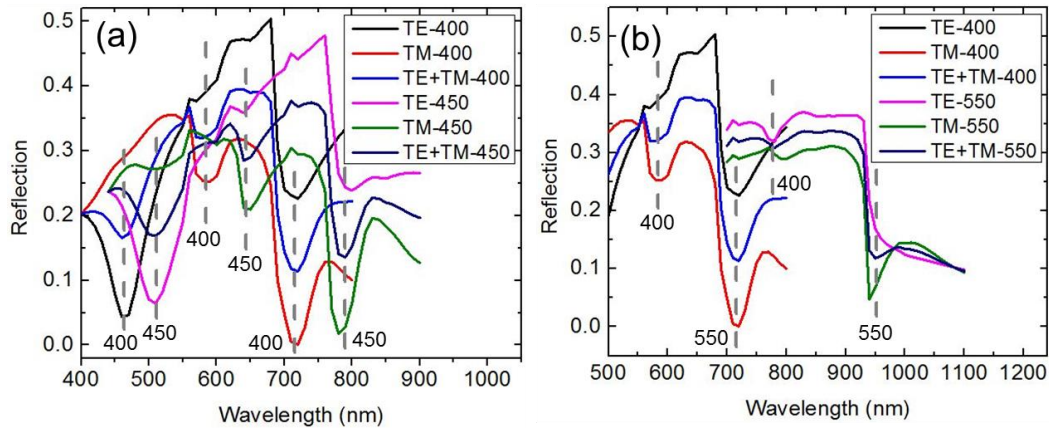 (a)
TE-400
TM-400
TE+TM-400
TE-450
TM-450
TE+TM-450
Reflection
0.5
0.4
0.3
0.2
0.1
0.0
400
450
400
450
400
450
400 500 600 700 800 900 1000
Wavelength (nm)
(b)
TE-400
TM-400
TE+TM-400
TE-550
TM-550
TE+TM-550
Reflection
0.5
0.4
0.3
0.2
0.1
0.0
400
550
400
550
500 600 700 800 900 1000 1100 1200
Wavelength (nm)